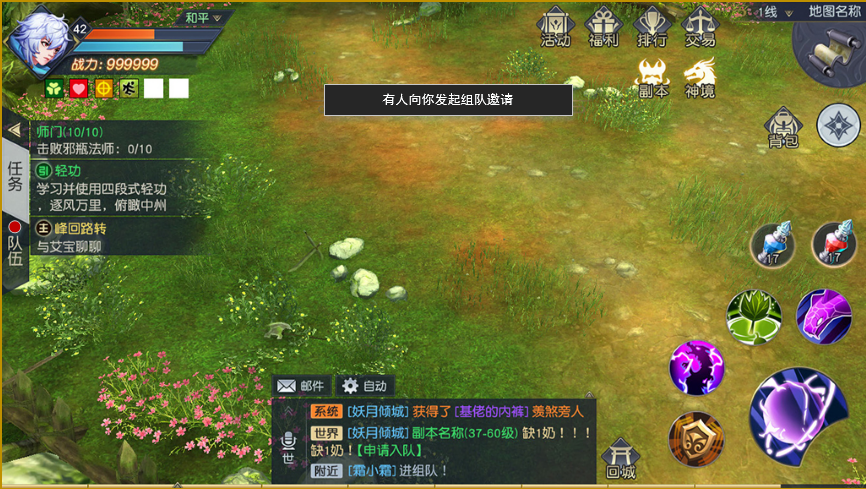 42
和平
战力: 999999
活动
福利
排行
交易
1线
地图名称
副本
神境
有人向你发起组队邀请
背包
任务
师门(10/10)
击败邪瓶法师: 0/10
引 轻功
学习并使用四段式轻功
，逐风万里，俯瞰中州
主 峰回路转
与艾宝聊聊
队伍
17
17
邮件
自动
系统 [妖月倾城] 获得了 [基佬的内裤] 羡煞旁人
世界 [妖月倾城] 副本名称(37-60级) 缺1奶！！！
缺1奶！【申请入队】
附近 [霜小霜] 进组队！
世
回城